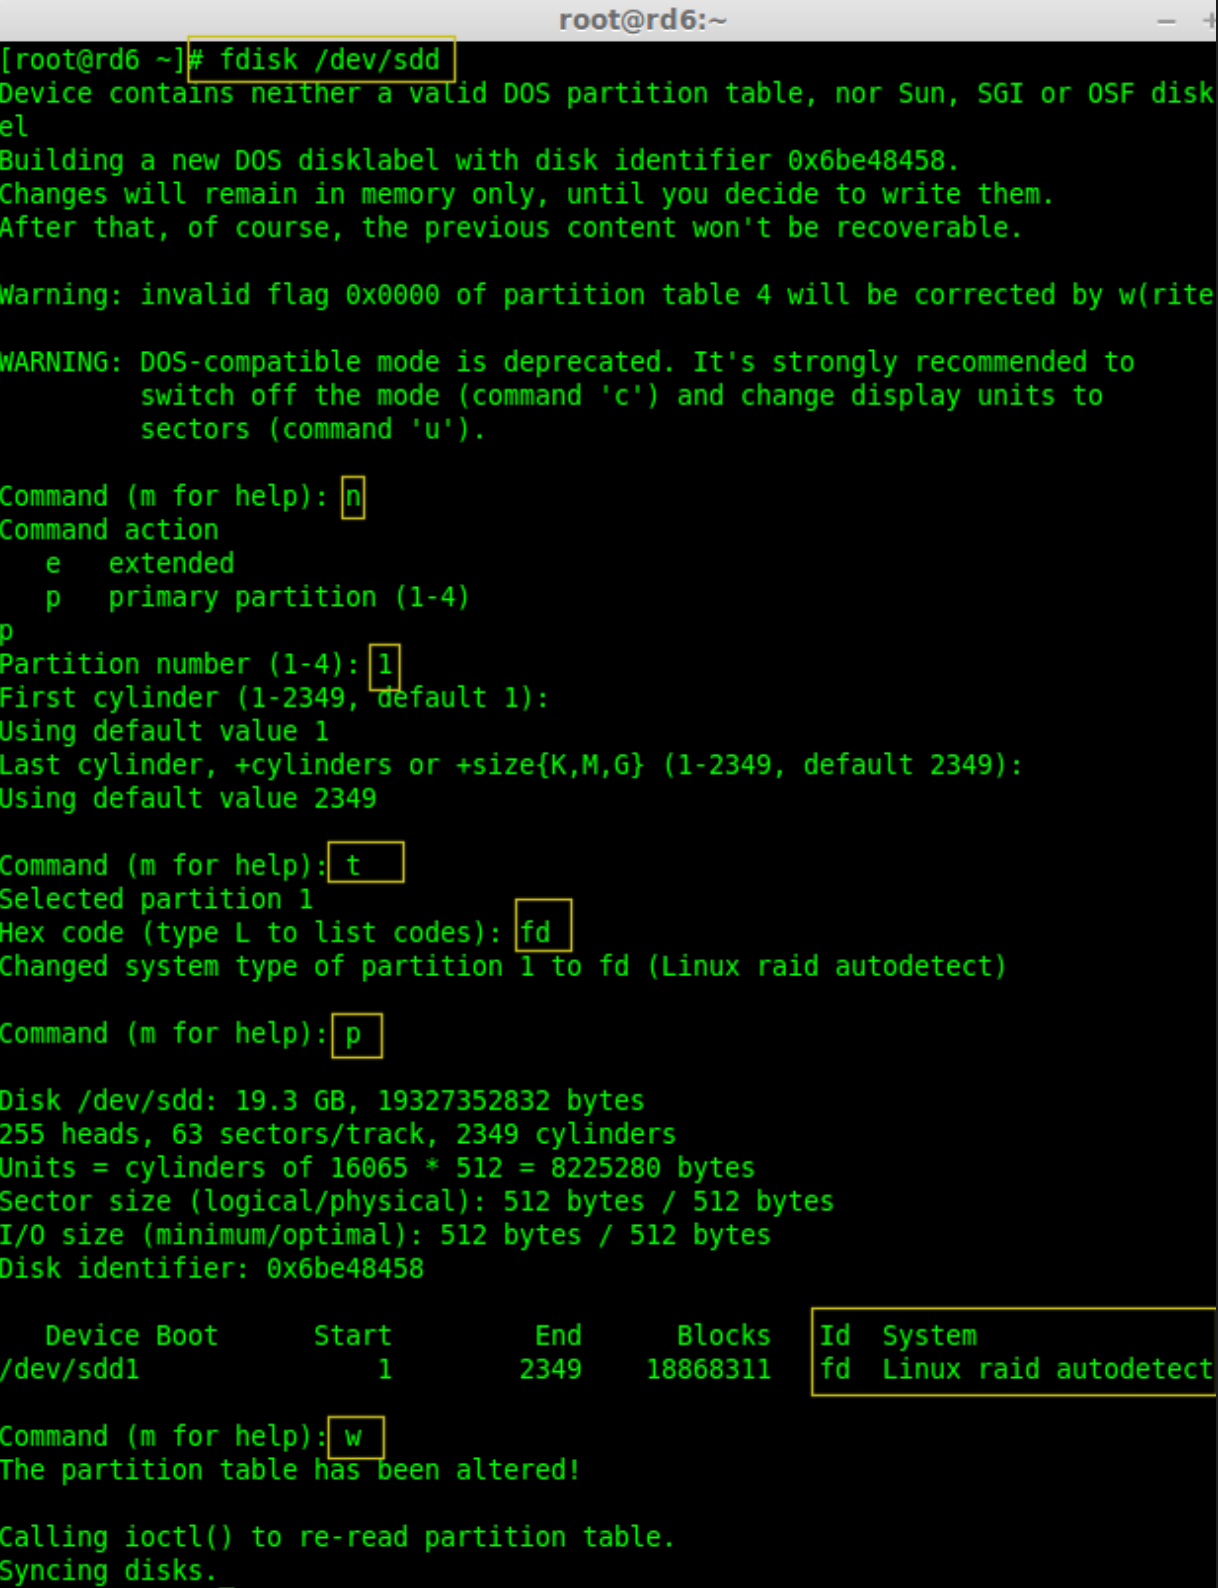 root@rd6:~
[root@rd6 ~]# fdisk /dev/sdd
Device contains neither a valid DOS partition table, nor Sun, SGI or OSF disk
el
Building a new DOS disklabel with disk identifier 0x6be48458.
Changes will remain in memory only, until you decide to write them.
After that, of course, the previous content won't be recoverable.
Warning: invalid flag 0x0000 of partition table 4 will be corrected by w(rite
WARNING: DOS-compatible mode is deprecated. It's strongly recommended to
switch off the mode (command 'c') and change display units to
sectors (command 'u').
Command (m for help): n
Command action
e   extended
p   primary partition (1-4)
p
Partition number (1-4): 1
First cylinder (1-2349, default 1):
Using default value 1
Last cylinder, +cylinders or +size{K,M,G} (1-2349, default 2349):
Using default value 2349
Command (m for help): t
Selected partition 1
Hex code (type L to list codes): fd
Changed system type of partition 1 to fd (Linux raid autodetect)
Command (m for help): p
Disk /dev/sdd: 19.3 GB, 19327352832 bytes
255 heads, 63 sectors/track, 2349 cylinders
Units = cylinders of 16065 * 512 = 8225280 bytes
Sector size (logical/physical): 512 bytes / 512 bytes
I/O size (minimum/optimal): 512 bytes / 512 bytes
Disk identifier: 0x6be48458
Device Boot      Start         End      Blocks   Id  System
/dev/sdd1               1        2349    18868311   fd  Linux raid autodetect
Command (m for help): w
The partition table has been altered!
Calling ioctl() to re-read partition table.
Syncing disks.